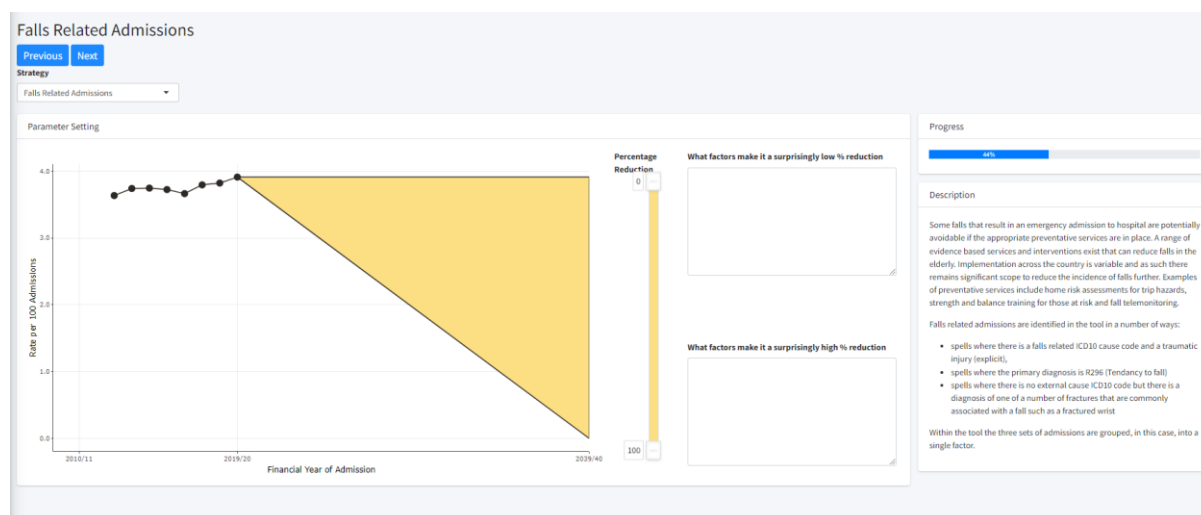 Falls Related Admissions
Previous Next
Strategy
Falls Related Admissions
Parameter Setting
Rate per 100 Admissions
4.0
3.0
2.0
1.0
0.0
2010/11 2019/20 2039/40
Financial Year of Admission
Percentage
Reduction
0
100
What factors make it a surprisingly low % reduction
What factors make it a surprisingly high % reduction
Progress
44%
Description
Some falls that result in an emergency admission to hospital are potentially
avoidable if the appropriate preventative services are in place. A range of
evidence based services and interventions exist that can reduce falls in the
elderly. Implementation across the country is variable and as such there
remains significant scope to reduce the incidence of falls further. Examples
of preventative services include home risk assessments for trip hazards,
strength and balance training for those at risk and fall telemonitoring.
Falls related admissions are identified in the tool in a number of ways:
• spells where there is a falls related ICD10 cause code and a traumatic
injury (explicit),
• spells where the primary diagnosis is R296 (Tendancy to fall)
• spells where there is no external cause ICD10 code but there is a
diagnosis of one of a number of fractures that are commonly
associated with a fall such as a fractured wrist
Within the tool the three sets of admissions are grouped, in this case, into a
single factor.